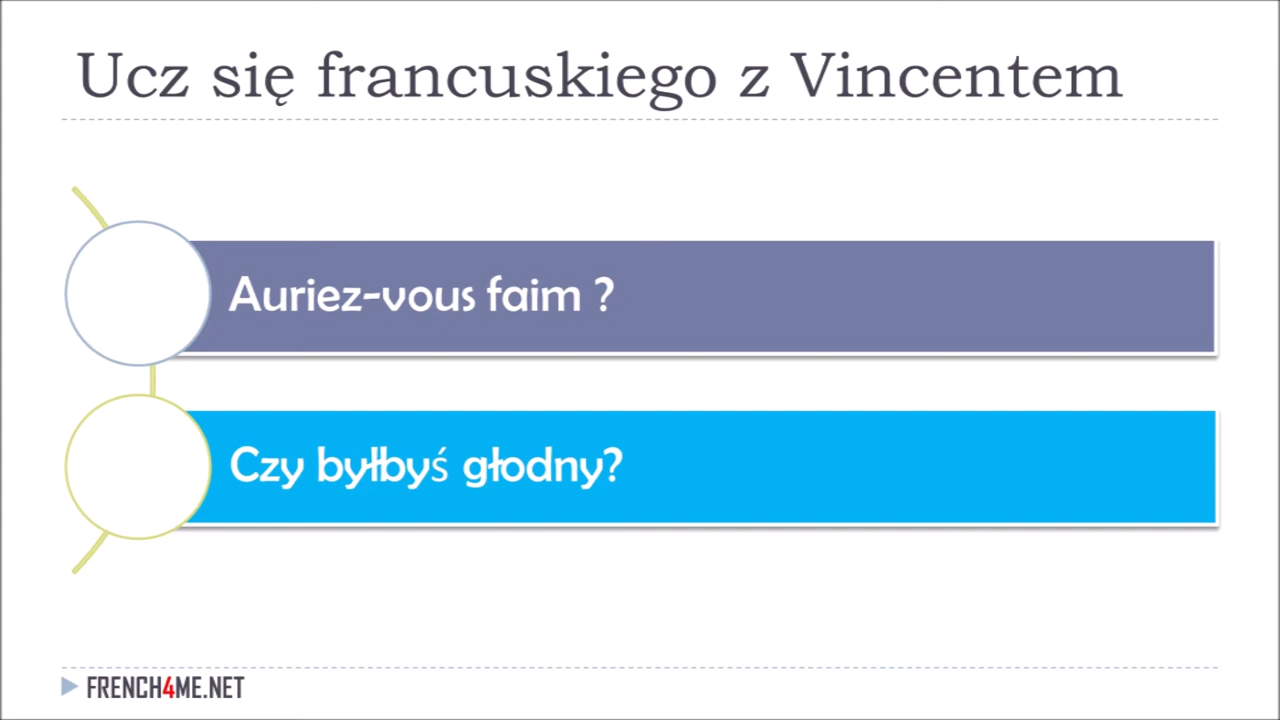 Ucz się francuskiego z Vincentem
Auriez-vous faim ?
Czy byłbyś głodny?
FRENCH4ME.NET